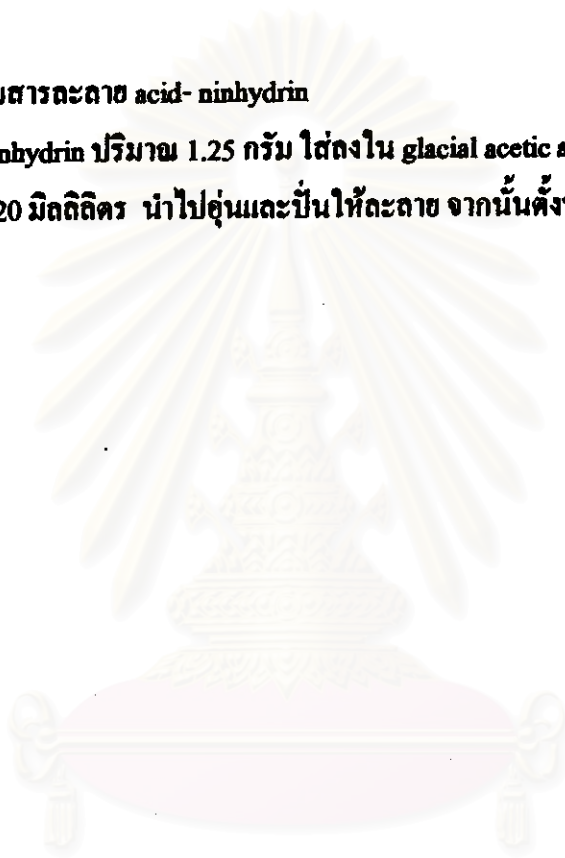 สารละลาย acid- ninhydrin
nhydrin ปริมาณ 1.25 กรัม ใส่ลงใน glacial acetic a
20 มิลลิลิตร นำไปอุ่นและปั่นให้ละลาย จากนั้นตั้ง